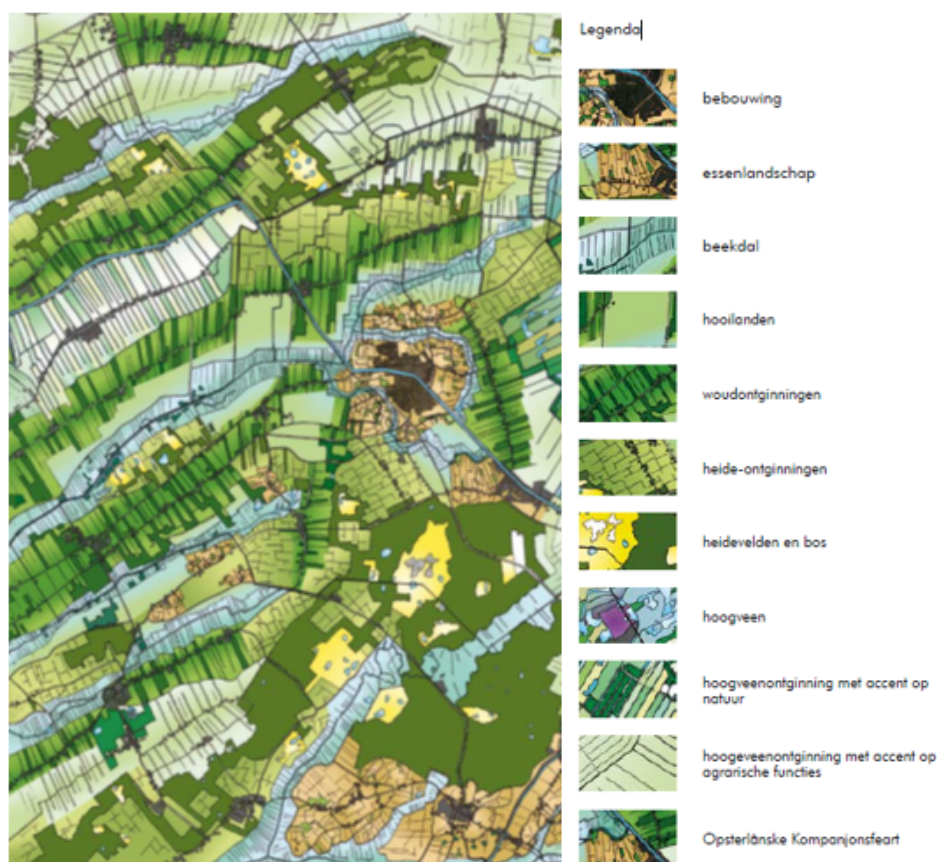 Legenda
bebouwing
essenlandschap
beekdal
hooilanden
woudontginningen
heide-ontginningen
heidevelden en bos
hoogveen
hoogveenontginning met accent op
natuur
hoogeveenontginning met accent op
agrarische functies
Opsterlânske Kompanjonsfeart